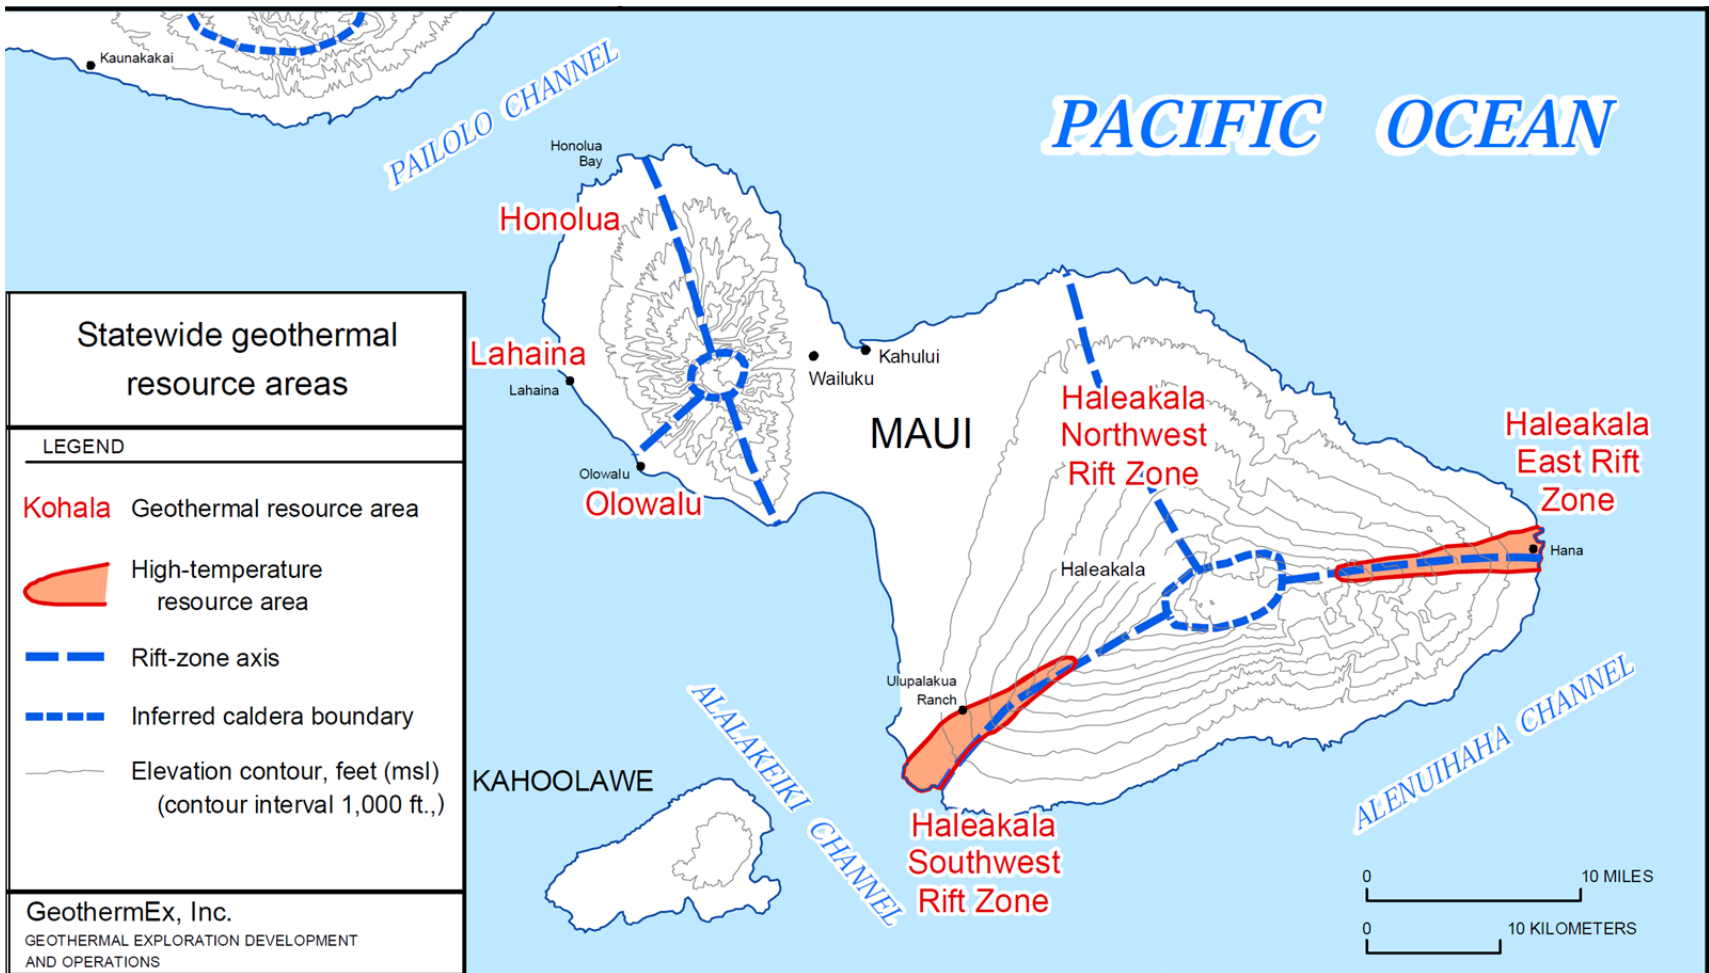 Kaunakakai
PAILOLO CHANNEL
PACIFIC OCEAN
Honolua
Bay
Honolua
Lahaina
Lahaina
Kahului
Wailuku
MAUI
Olowalu
Olowalu
Haleakala
Northwest
Rift Zone
Haleakala
East Rift
Zone
Hana
Haleakala
Ulupalakua
Ranch
ALALAKEIKI CHANNEL
ALENUIHAHA CHANNEL
KAHOOLAWE
Haleakala
Southwest
Rift Zone
0 10 MILES
0 10 KILOMETERS
Statewide geothermal
resource areas
LEGEND
Kohala Geothermal resource area
High-temperature
resource area
Rift-zone axis
Inferred caldera boundary
Elevation contour, feet (msl)
(contour interval 1,000 ft.,)
GeothermEx, Inc.
GEOTHERMAL EXPLORATION DEVELOPMENT
AND OPERATIONS